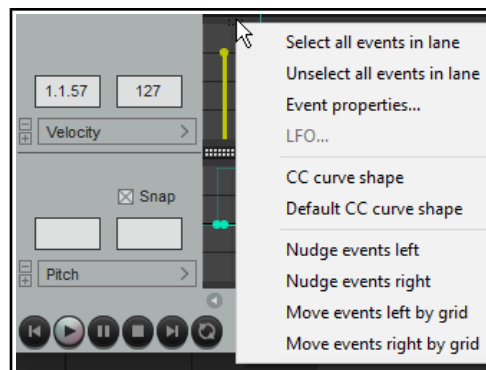 Select all events in lane
Unselect all events in lane
1.1.57 127
Event properties...
Velocity
LFO...
CC curve shape
Snap
Default CC curve shape
Nudge events left
Pitch
Nudge events right
Move events left by grid
Move events right by grid